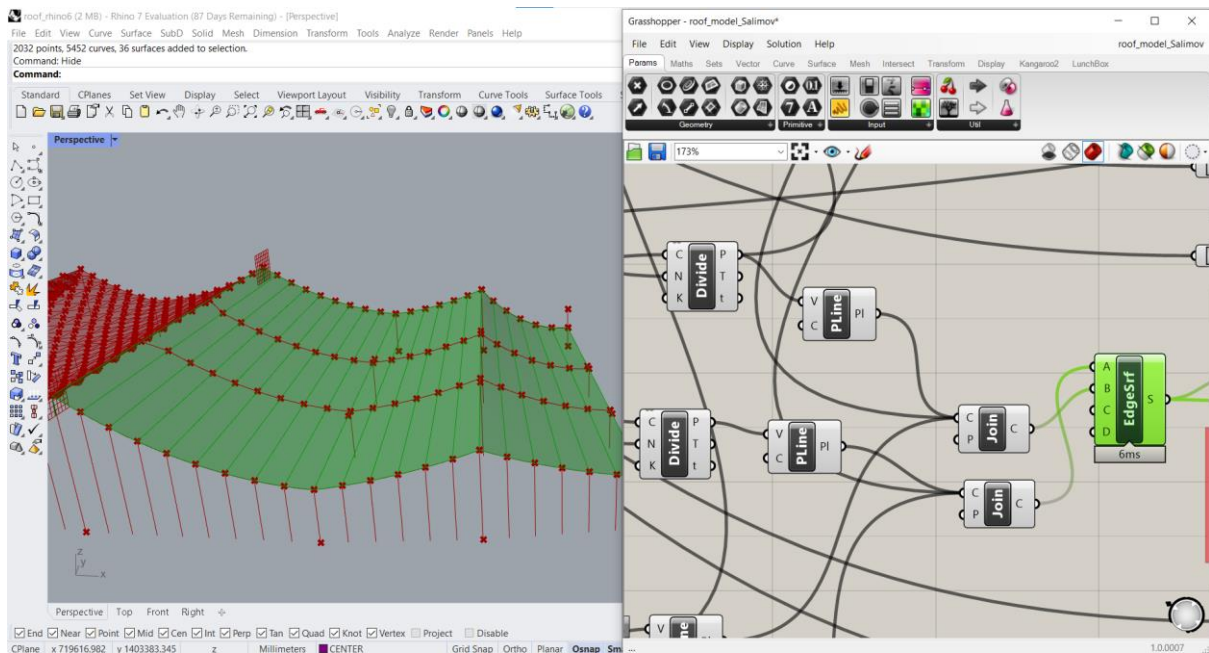 roof_rhino6 (2 MB) - Rhino 7 Evaluation (87 Days Remaining) - [Perspective]
File Edit View Curve Surface SubD Solid Mesh Dimension Transform Tools Analyze Render Panels Help
2032 points, 5452 curves, 36 surfaces added to selection.
Command: Hide
Command:
Standard CPlanes Set View Display Select Viewport Layout Visibility Transform Curve Tools Surface Tools
Perspective
z
y
x
Perspective Top Front Right
End Near Point Mid Cen Int Perp Tan Quad Knot Vertex Project Disable
CPlane x 719616.982 y 1403383.345 z Millimeters CENTER Grid Snap Ortho Planar Osnap Sm
Grasshopper - roof_model_Salimov*
File Edit View Display Solution Help roof_model_Salimov
Params Maths Sets Vector Curve Surface Mesh Intersect Transform Display Kangaroo2 LunchBox
Geometry Primitive Input Util
173%
C N K Divide P T t
V C PLine Pl
A B C D EdgeSrf S
6ms
C P Join C
C N K Divide P T t
V C PLine Pl
C P Join C
V
... 1.0.0007